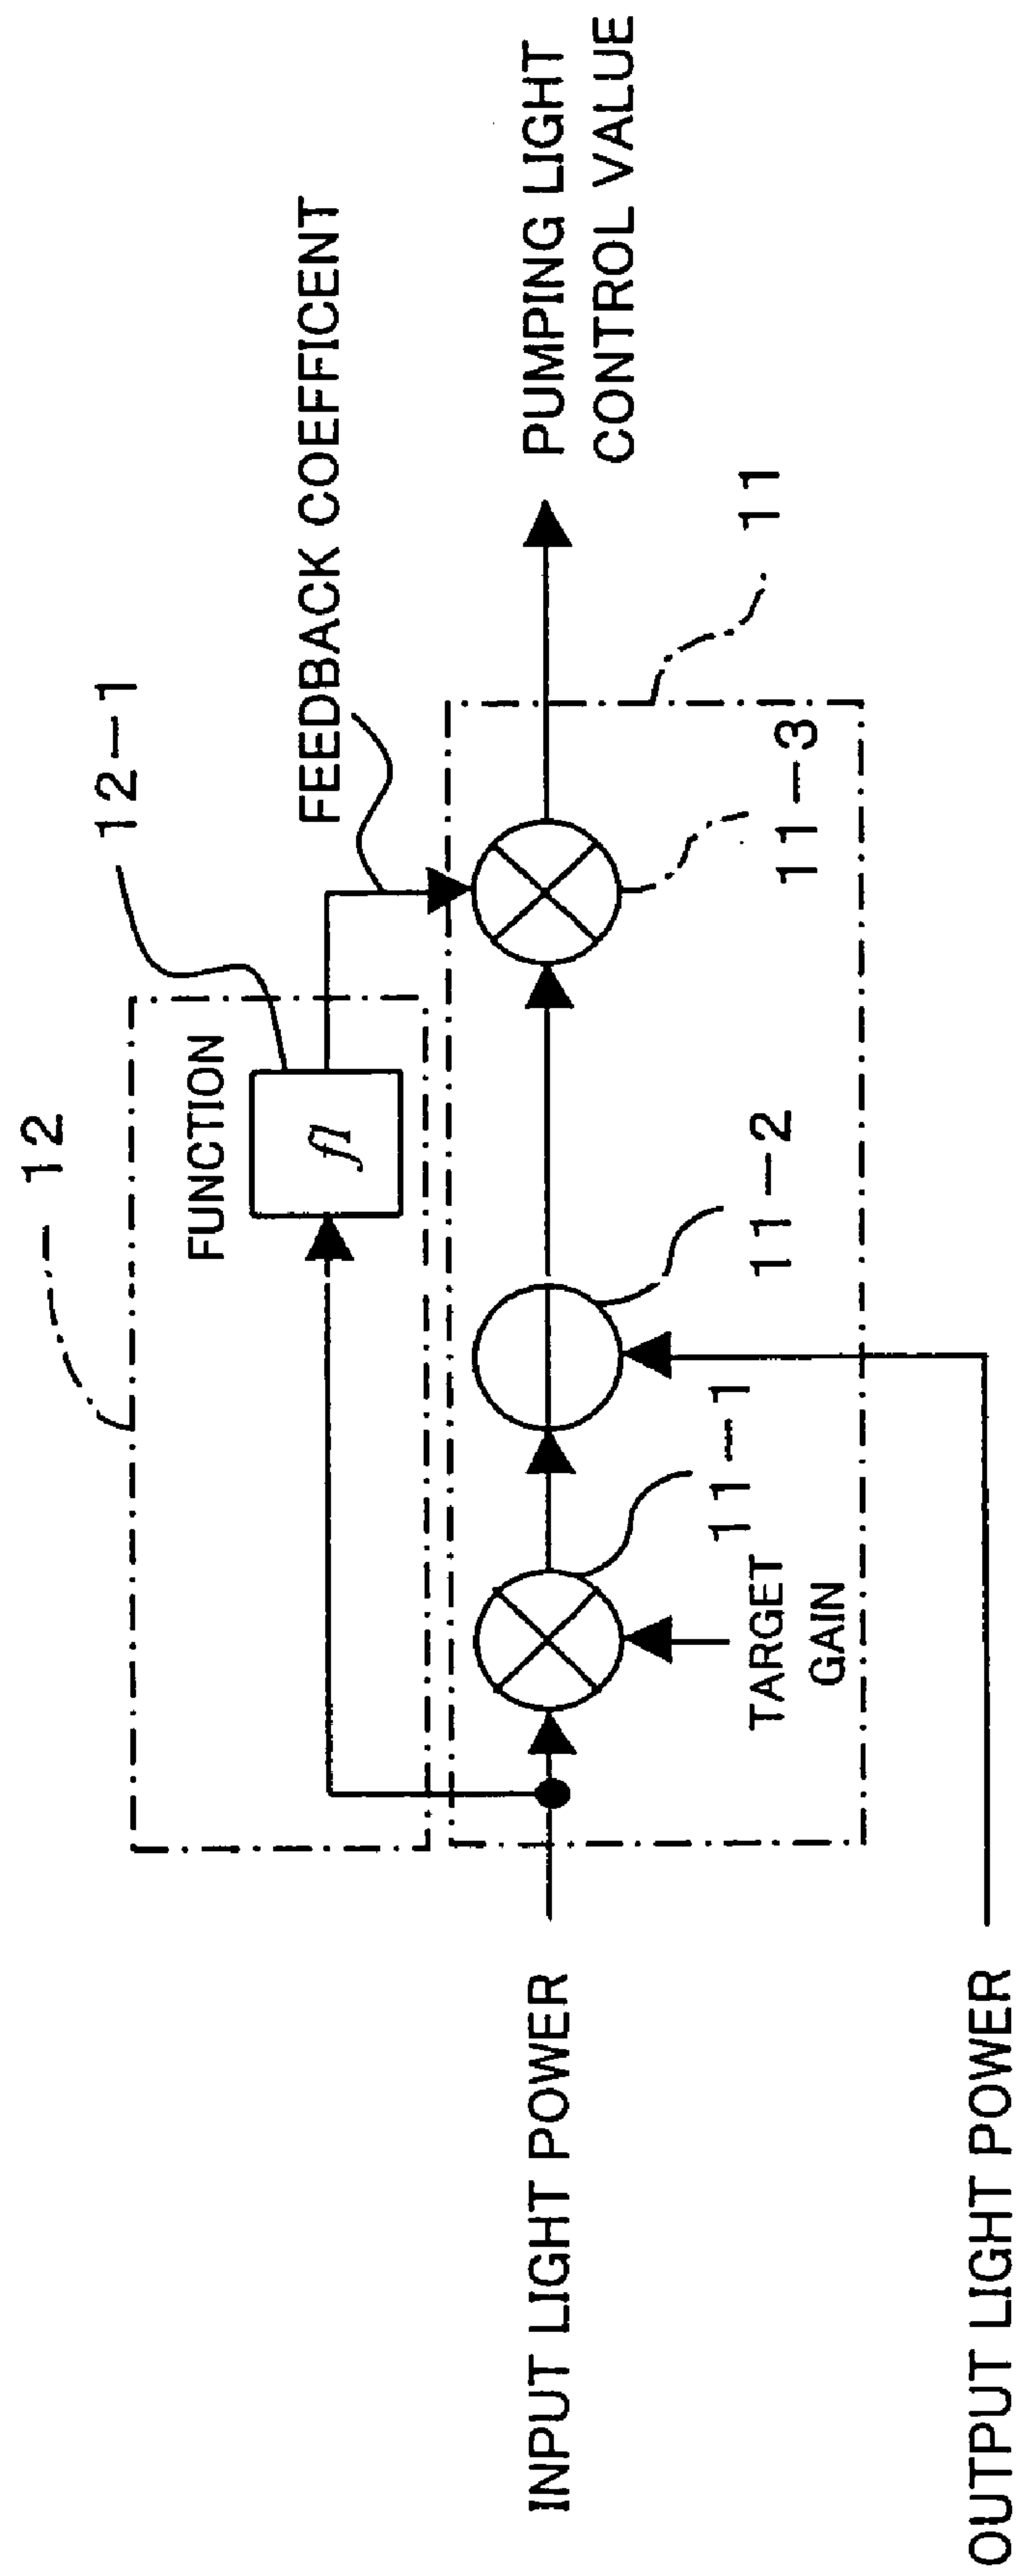 12
12-1
FUNCTION
f1
FEEDBACK COEFFICENT
INPUT LIGHT POWER
PUMPING LIGHT
CONTROL VALUE
11-1
11-2
11-3
11
TARGET
GAIN
OUTPUT LIGHT POWER